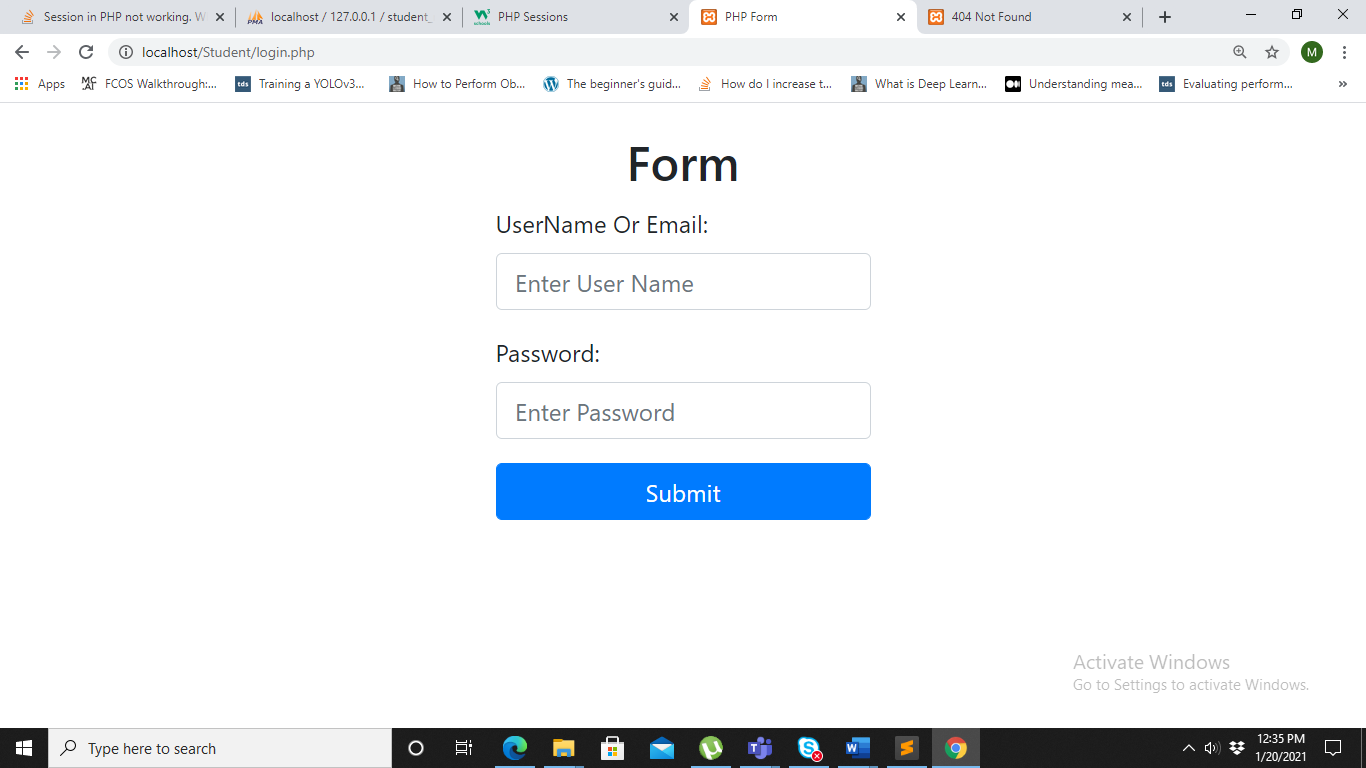 Session in PHP not working. W
localhost / 127.0.0.1 / student_
PHP Sessions
PHP Form
404 Not Found
localhost/Student/login.php
M
Apps
FCOS Walkthrough:...
tds
Training a YOLOv3...
How to Perform Ob...
The beginner's guid...
How do I increase t...
What is Deep Learn...
Understanding mea...
tds
Evaluating perform...
»
Form
UserName Or Email:
Enter User Name
Password:
Enter Password
Submit
Activate Windows
Go to Settings to activate Windows.
Type here to search
12:35 PM
1/20/2021